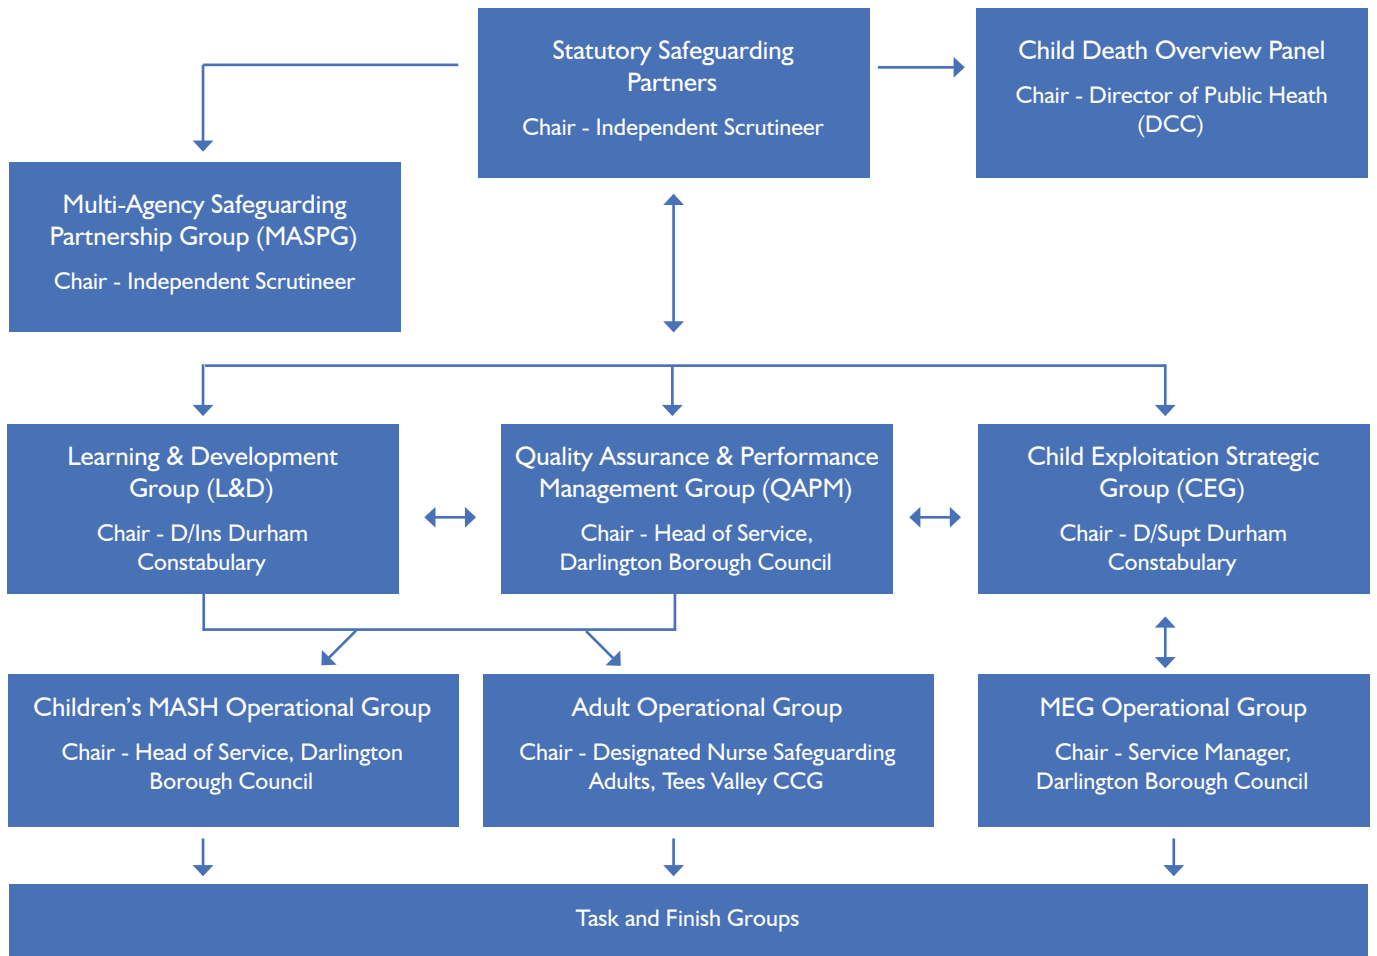 Statutory Safeguarding
Partners
Chair - Independent Scrutineer
Child Death Overview Panel
Chair - Director of Public Heath
(DCC)
Multi-Agency Safeguarding
Partnership Group (MASPG)
Chair - Independent Scrutineer
Learning & Development
Group (L&D)
Chair - D/Ins Durham
Constabulary
Quality Assurance & Performance
Management Group (QAPM)
Chair - Head of Service,
Darlington Borough Council
Child Exploitation Strategic
Group (CEG)
Chair - D/Supt Durham
Constabulary
Children’s MASH Operational Group
Chair - Head of Service, Darlington
Borough Council
Adult Operational Group
Chair - Designated Nurse Safeguarding
Adults, Tees Valley CCG
MEG Operational Group
Chair - Service Manager,
Darlington Borough Council
Task and Finish Groups